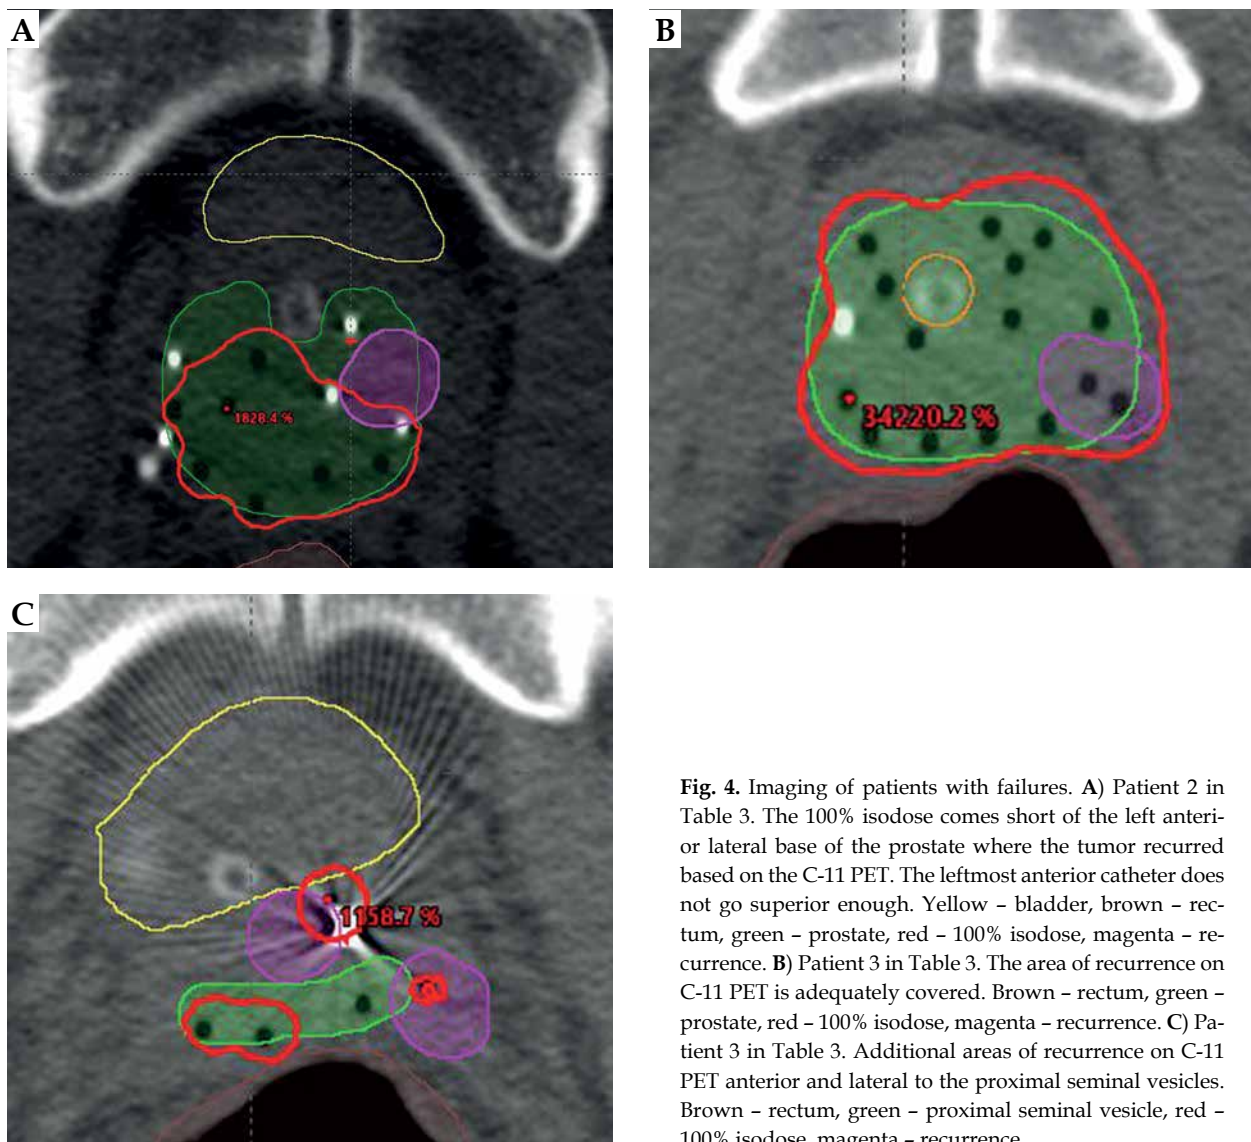 A
B
1828.4 %
34220.2 %
C
1158.7 %
Fig. 4. Imaging of patients with failures. A) Patient 2 in
Table 3. The 100% isodose comes short of the left anteri-
or lateral base of the prostate where the tumor recurred
based on the C-11 PET. The leftmost anterior catheter does
not go superior enough. Yellow – bladder, brown – rec-
tum, green – prostate, red – 100% isodose, magenta – re-
currence. B) Patient 3 in Table 3. The area of recurrence on
C-11 PET is adequately covered. Brown – rectum, green –
prostate, red – 100% isodose, magenta – recurrence. C) Pa-
tient 3 in Table 3. Additional areas of recurrence on C-11
PET anterior and lateral to the proximal seminal vesicles.
Brown – rectum, green – proximal seminal vesicle, red –
100% isodose, magenta – recurrence